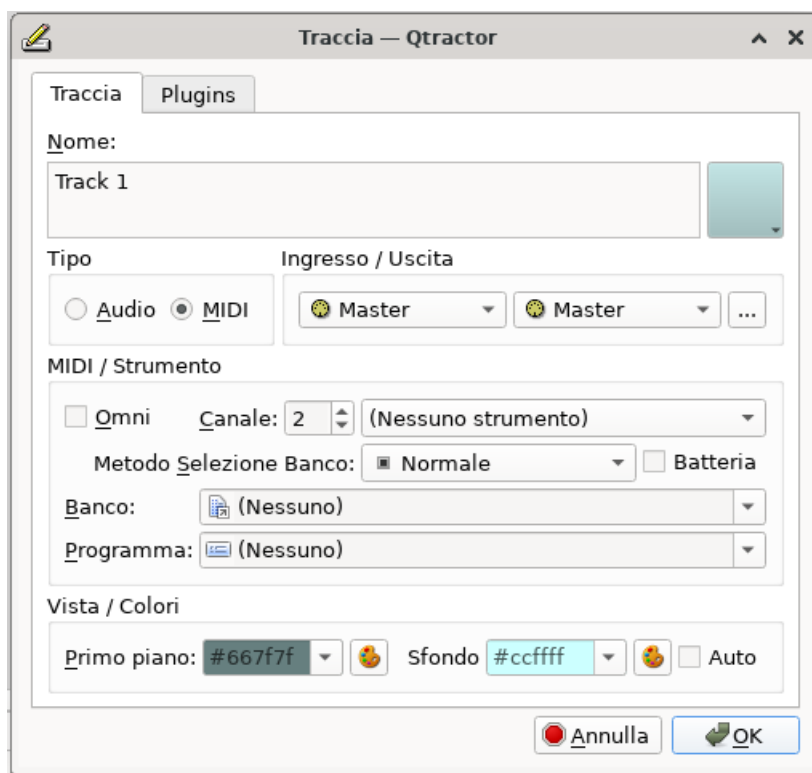 Traccia — Qtractor
Traccia Plugins
Nome:
Track 1
Tipo Ingresso / Uscita
Audio MIDI Master Master ...
MIDI / Strumento
Omni Canale: 2 (Nessuno strumento)
Metodo Selezione Banco: Normale Batteria
Banco: (Nessuno)
Programma: (Nessuno)
Vista / Colori
Primo piano: #667f7f Sfondo #ccffff Auto
Annulla OK